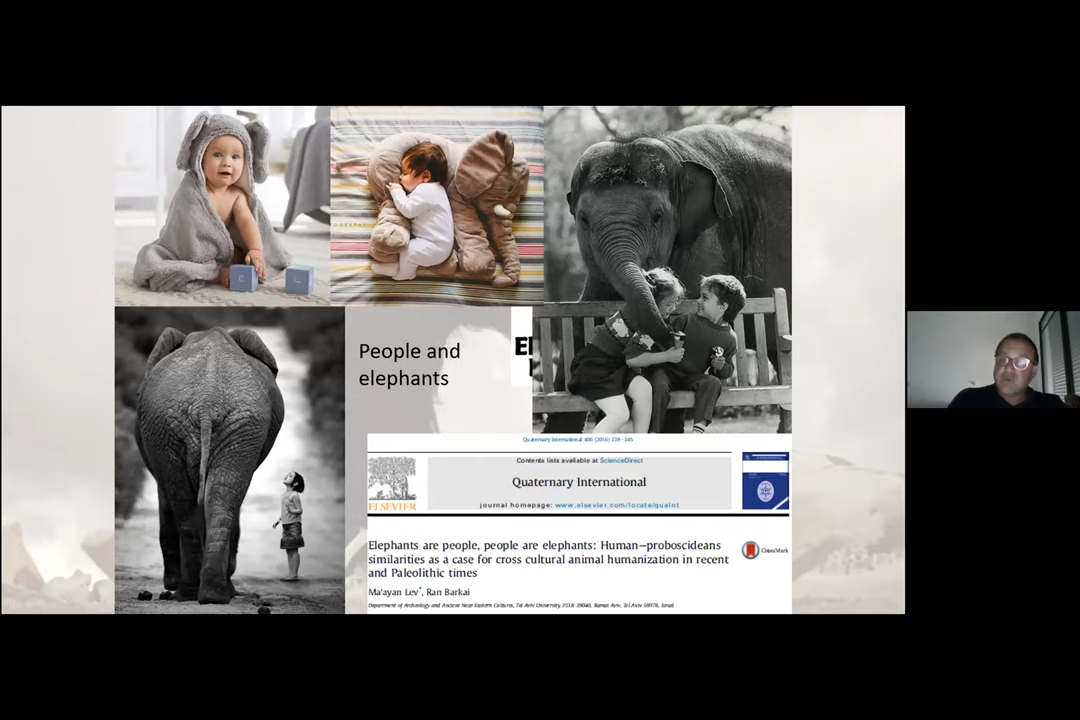 People and
elephants
Quaternary International 406 (2016) 239–245
Contents lists available at ScienceDirect
Quaternary International
journal homepage: www.elsevier.com/locate/quaint
ELSEVIER
CrossMark
Elephants are people, people are elephants: Human–proboscideans
similarities as a case for cross cultural animal humanization in recent
and Paleolithic times
Ma'ayan Lev*, Ran Barkai
Department of Archeology and Ancient Near Eastern Cultures, Tel Aviv University, P.O.B 39040, Ramat Aviv, Tel Aviv 69978, Israel